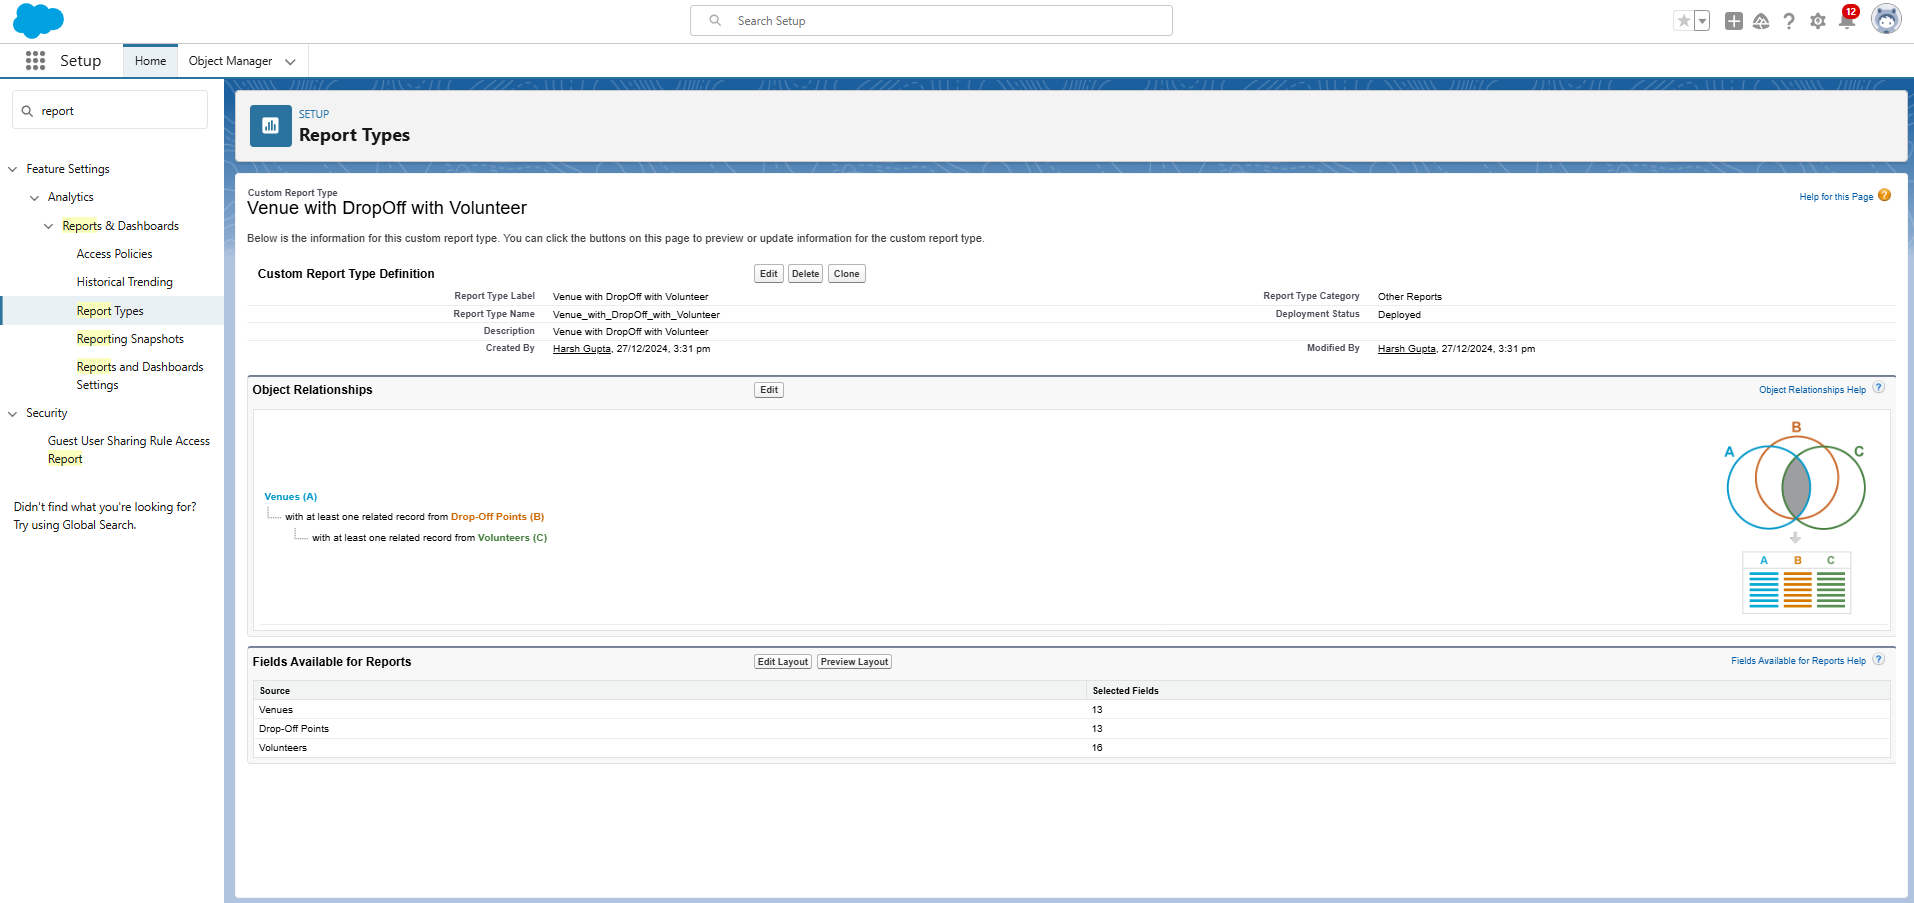 Search Setup
12
Setup
Home
Object Manager
report
Feature Settings
Analytics
Reports & Dashboards
Access Policies
Historical Trending
Report Types
Reporting Snapshots
Reports and Dashboards
Settings
Security
Guest User Sharing Rule Access
Report
Didn't find what you're looking for?
Try using Global Search.
SETUP
Report Types
Custom Report Type
Venue with DropOff with Volunteer
Help for this Page ?
Below is the information for this custom report type. You can click the buttons on this page to preview or update information for the custom report type.
Custom Report Type Definition Edit Delete Clone
Report Type Label Venue with DropOff with Volunteer Report Type Category Other Reports
Report Type Name Venue_with_DropOff_with_Volunteer Deployment Status Deployed
Description Venue with DropOff with Volunteer
Created By Harsh Gupta, 27/12/2024, 3:31 pm Modified By Harsh Gupta, 27/12/2024, 3:31 pm
Object Relationships Edit Object Relationships Help ?
Venues (A)
with at least one related record from Drop-Off Points (B)
with at least one related record from Volunteers (C)
B
A C
A B C
Fields Available for Reports Edit Layout Preview Layout Fields Available for Reports Help ?
Source Selected Fields
Venues 13
Drop-Off Points 13
Volunteers 16